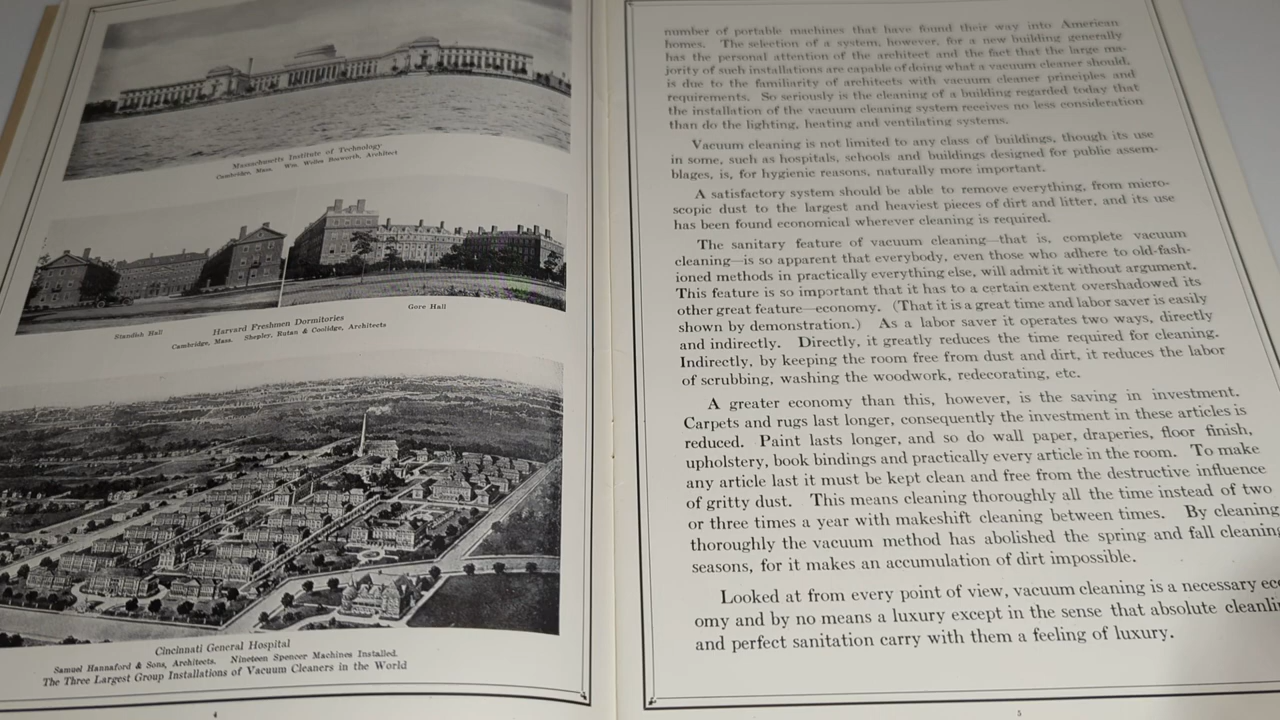 Massachusetts Institute of Technology
Cambridge, Mass. Wm. Welles Bosworth, Architect
Standish Hall
Harvard Freshmen Dormitories
Gore Hall
Cambridge, Mass. Shepley, Rutan & Coolidge, Architects
Cincinnati General Hospital
Samuel Hannaford & Sons, Architects. Nineteen Spencer Machines Installed.
The Three Largest Group Installations of Vacuum Cleaners in the World
4
number of portable machines that have found their way into American
homes. The selection of a system, however, for a new building generally
has the personal attention of the architect and the fact that the large ma-
jority of such installations are capable of doing what a vacuum cleaner should,
is due to the familiarity of architects with vacuum cleaner principles and
requirements. So seriously is the cleaning of a building regarded today that
the installation of the vacuum cleaning system receives no less consideration
than do the lighting, heating and ventilating systems.
Vacuum cleaning is not limited to any class of buildings, though its use
in some, such as hospitals, schools and buildings designed for public assem-
blages, is, for hygienic reasons, naturally more important.
A satisfactory system should be able to remove everything, from micro-
scopic dust to the largest and heaviest pieces of dirt and litter, and its use
has been found economical wherever cleaning is required.
The sanitary feature of vacuum cleaning—that is, complete vacuum
cleaning—is so apparent that everybody, even those who adhere to old-fash-
ioned methods in practically everything else, will admit it without argument.
This feature is so important that it has to a certain extent overshadowed its
other great feature—economy. (That it is a great time and labor saver is easily
shown by demonstration.) As a labor saver it operates two ways, directly
and indirectly. Directly, it greatly reduces the time required for cleaning.
Indirectly, by keeping the room free from dust and dirt, it reduces the labor
of scrubbing, washing the woodwork, redecorating, etc.
A greater economy than this, however, is the saving in investment.
Carpets and rugs last longer, consequently the investment in these articles is
reduced. Paint lasts longer, and so do wall paper, draperies, floor finish,
upholstery, book bindings and practically every article in the room. To make
any article last it must be kept clean and free from the destructive influence
of gritty dust. This means cleaning thoroughly all the time instead of two
or three times a year with makeshift cleaning between times. By cleaning
thoroughly the vacuum method has abolished the spring and fall cleaning
seasons, for it makes an accumulation of dirt impossible.
Looked at from every point of view, vacuum cleaning is a necessary eco
omy and by no means a luxury except in the sense that absolute cleanli
and perfect sanitation carry with them a feeling of luxury.
5